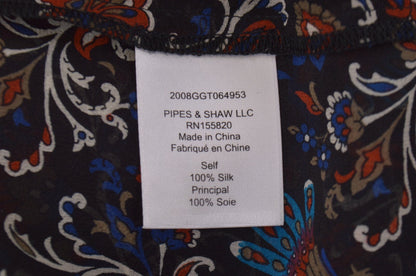 2008GGT064953
PIPES & SHAW LLC
RN155820
Made in China
Fabriqué en Chine
Self
100% Silk
Principal
100% Soie